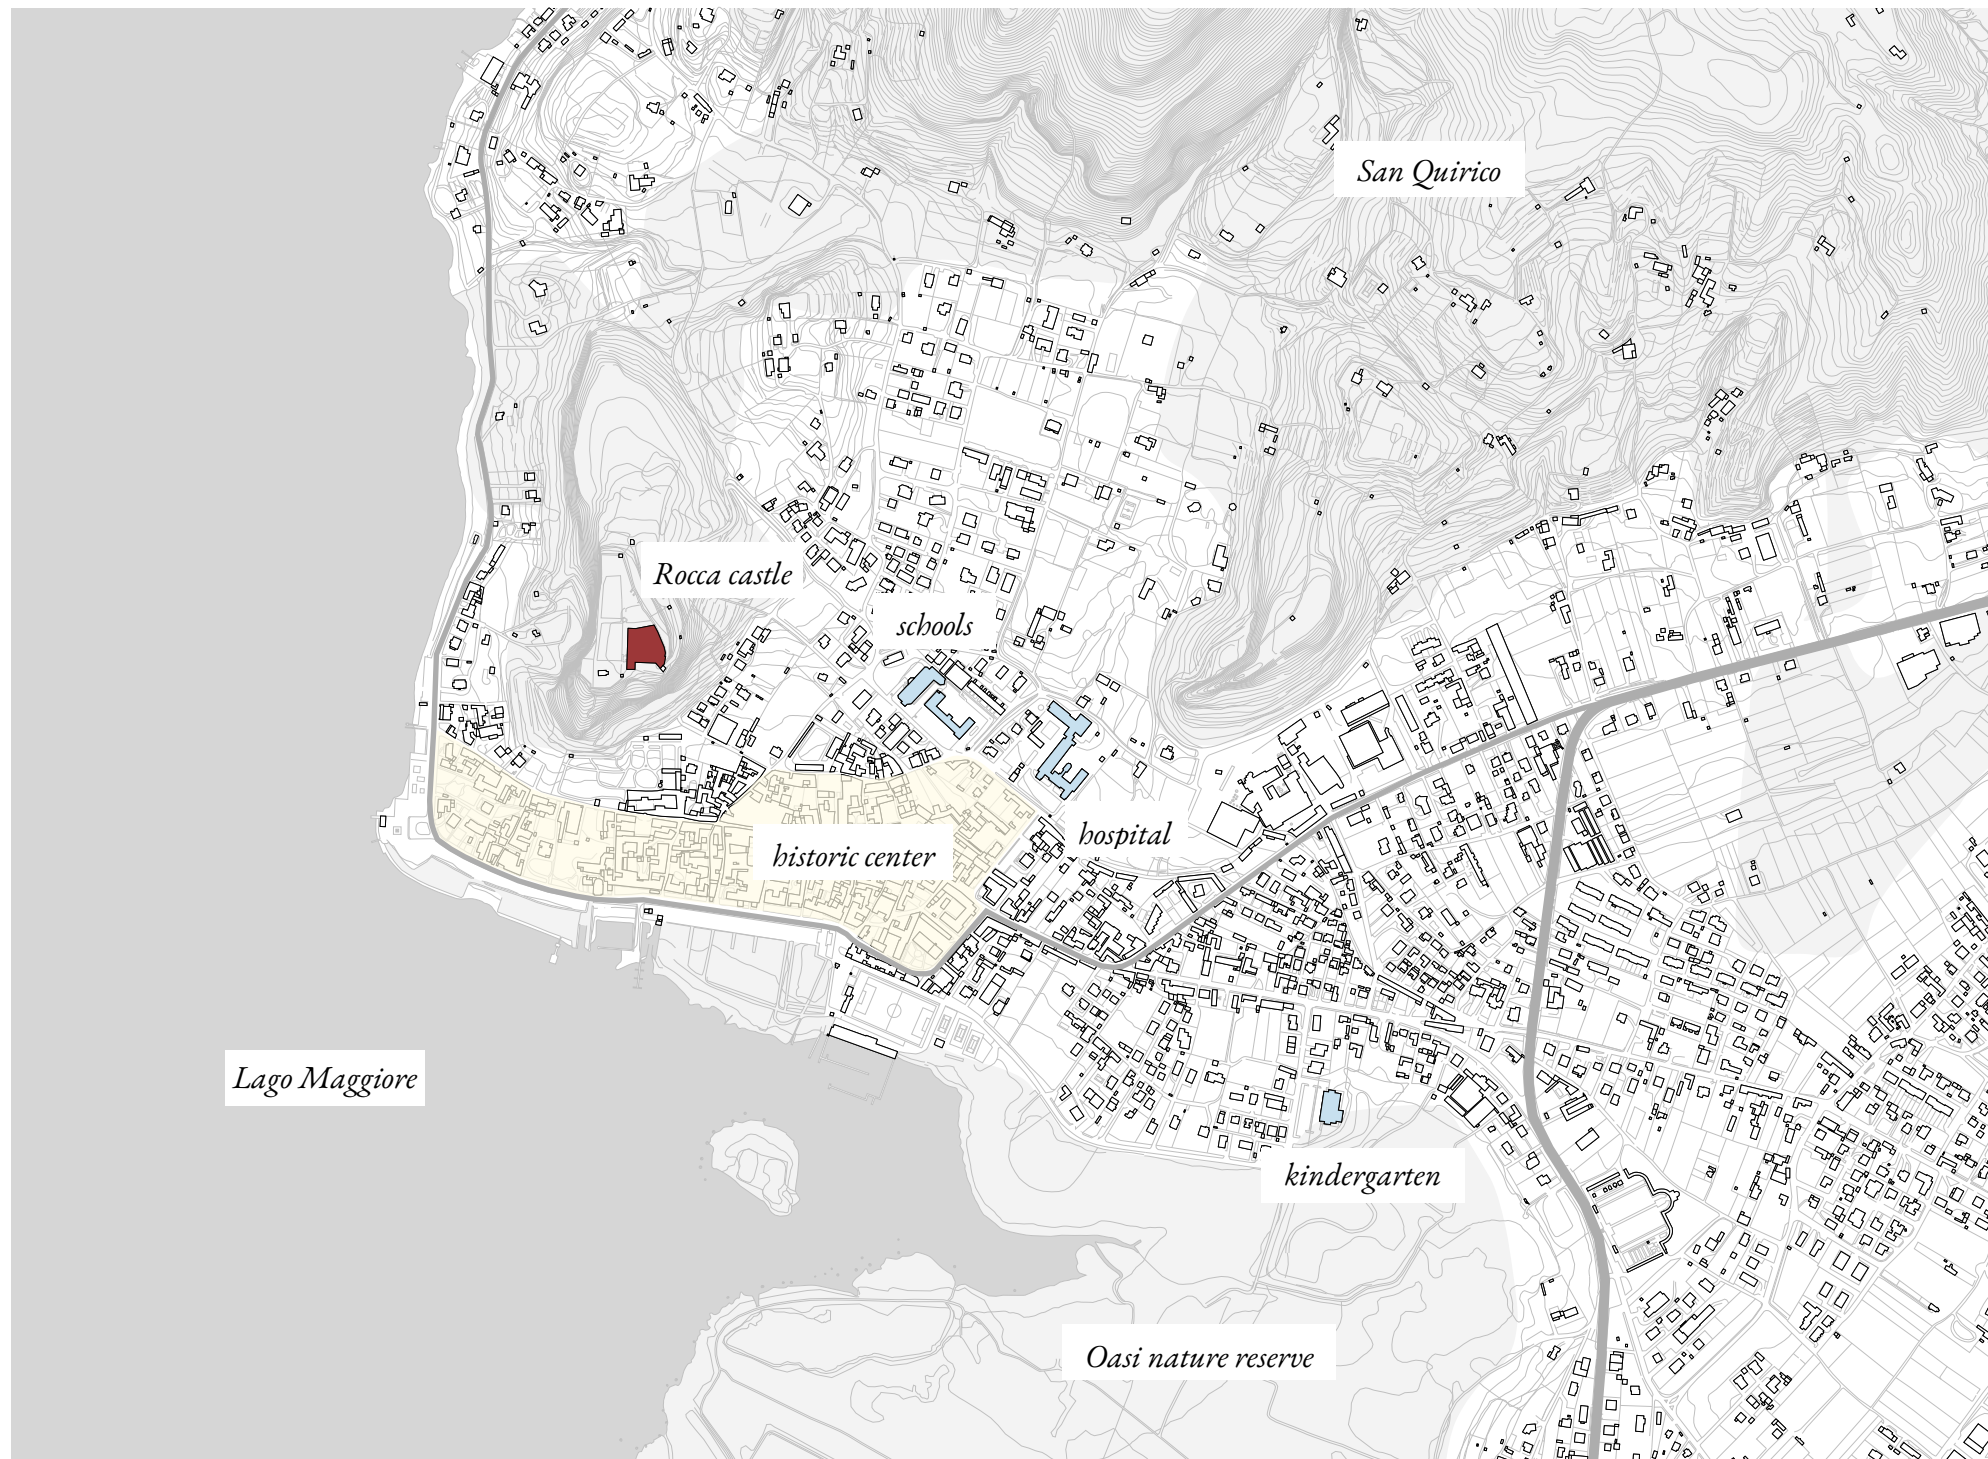 San Quirico
Rocca castle
schools
hospital
historic center
Lago Maggiore
kindergarten
Oasi nature reserve